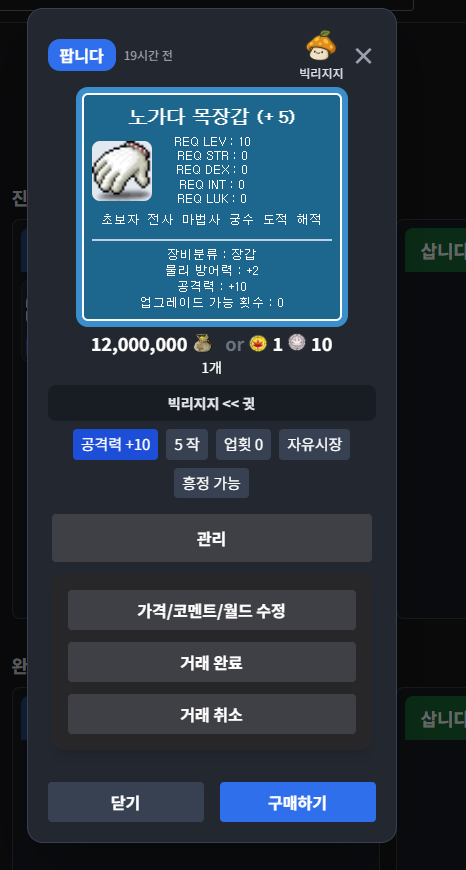 팝니다
19시간 전
빅리지지
노가다 목장갑 (+ 5)
REQ LEV : 10
REQ STR : 0
REQ DEX : 0
REQ INT : 0
REQ LUK : 0
초보자 전사 마법사 궁수 도적 해적
장비분류 : 장갑
물리 방어력 : +2
공격력 : +10
업그레이드 가능 횟수 : 0
12,000,000 or 1 10
1개
빅리지지 << 귓
공격력 +10
5 작
업횟 0
자유시장
흥정 가능
관리
가격/코멘트/월드 수정
거래 완료
거래 취소
닫기
구매하기
진
삽니다
완
삽니다